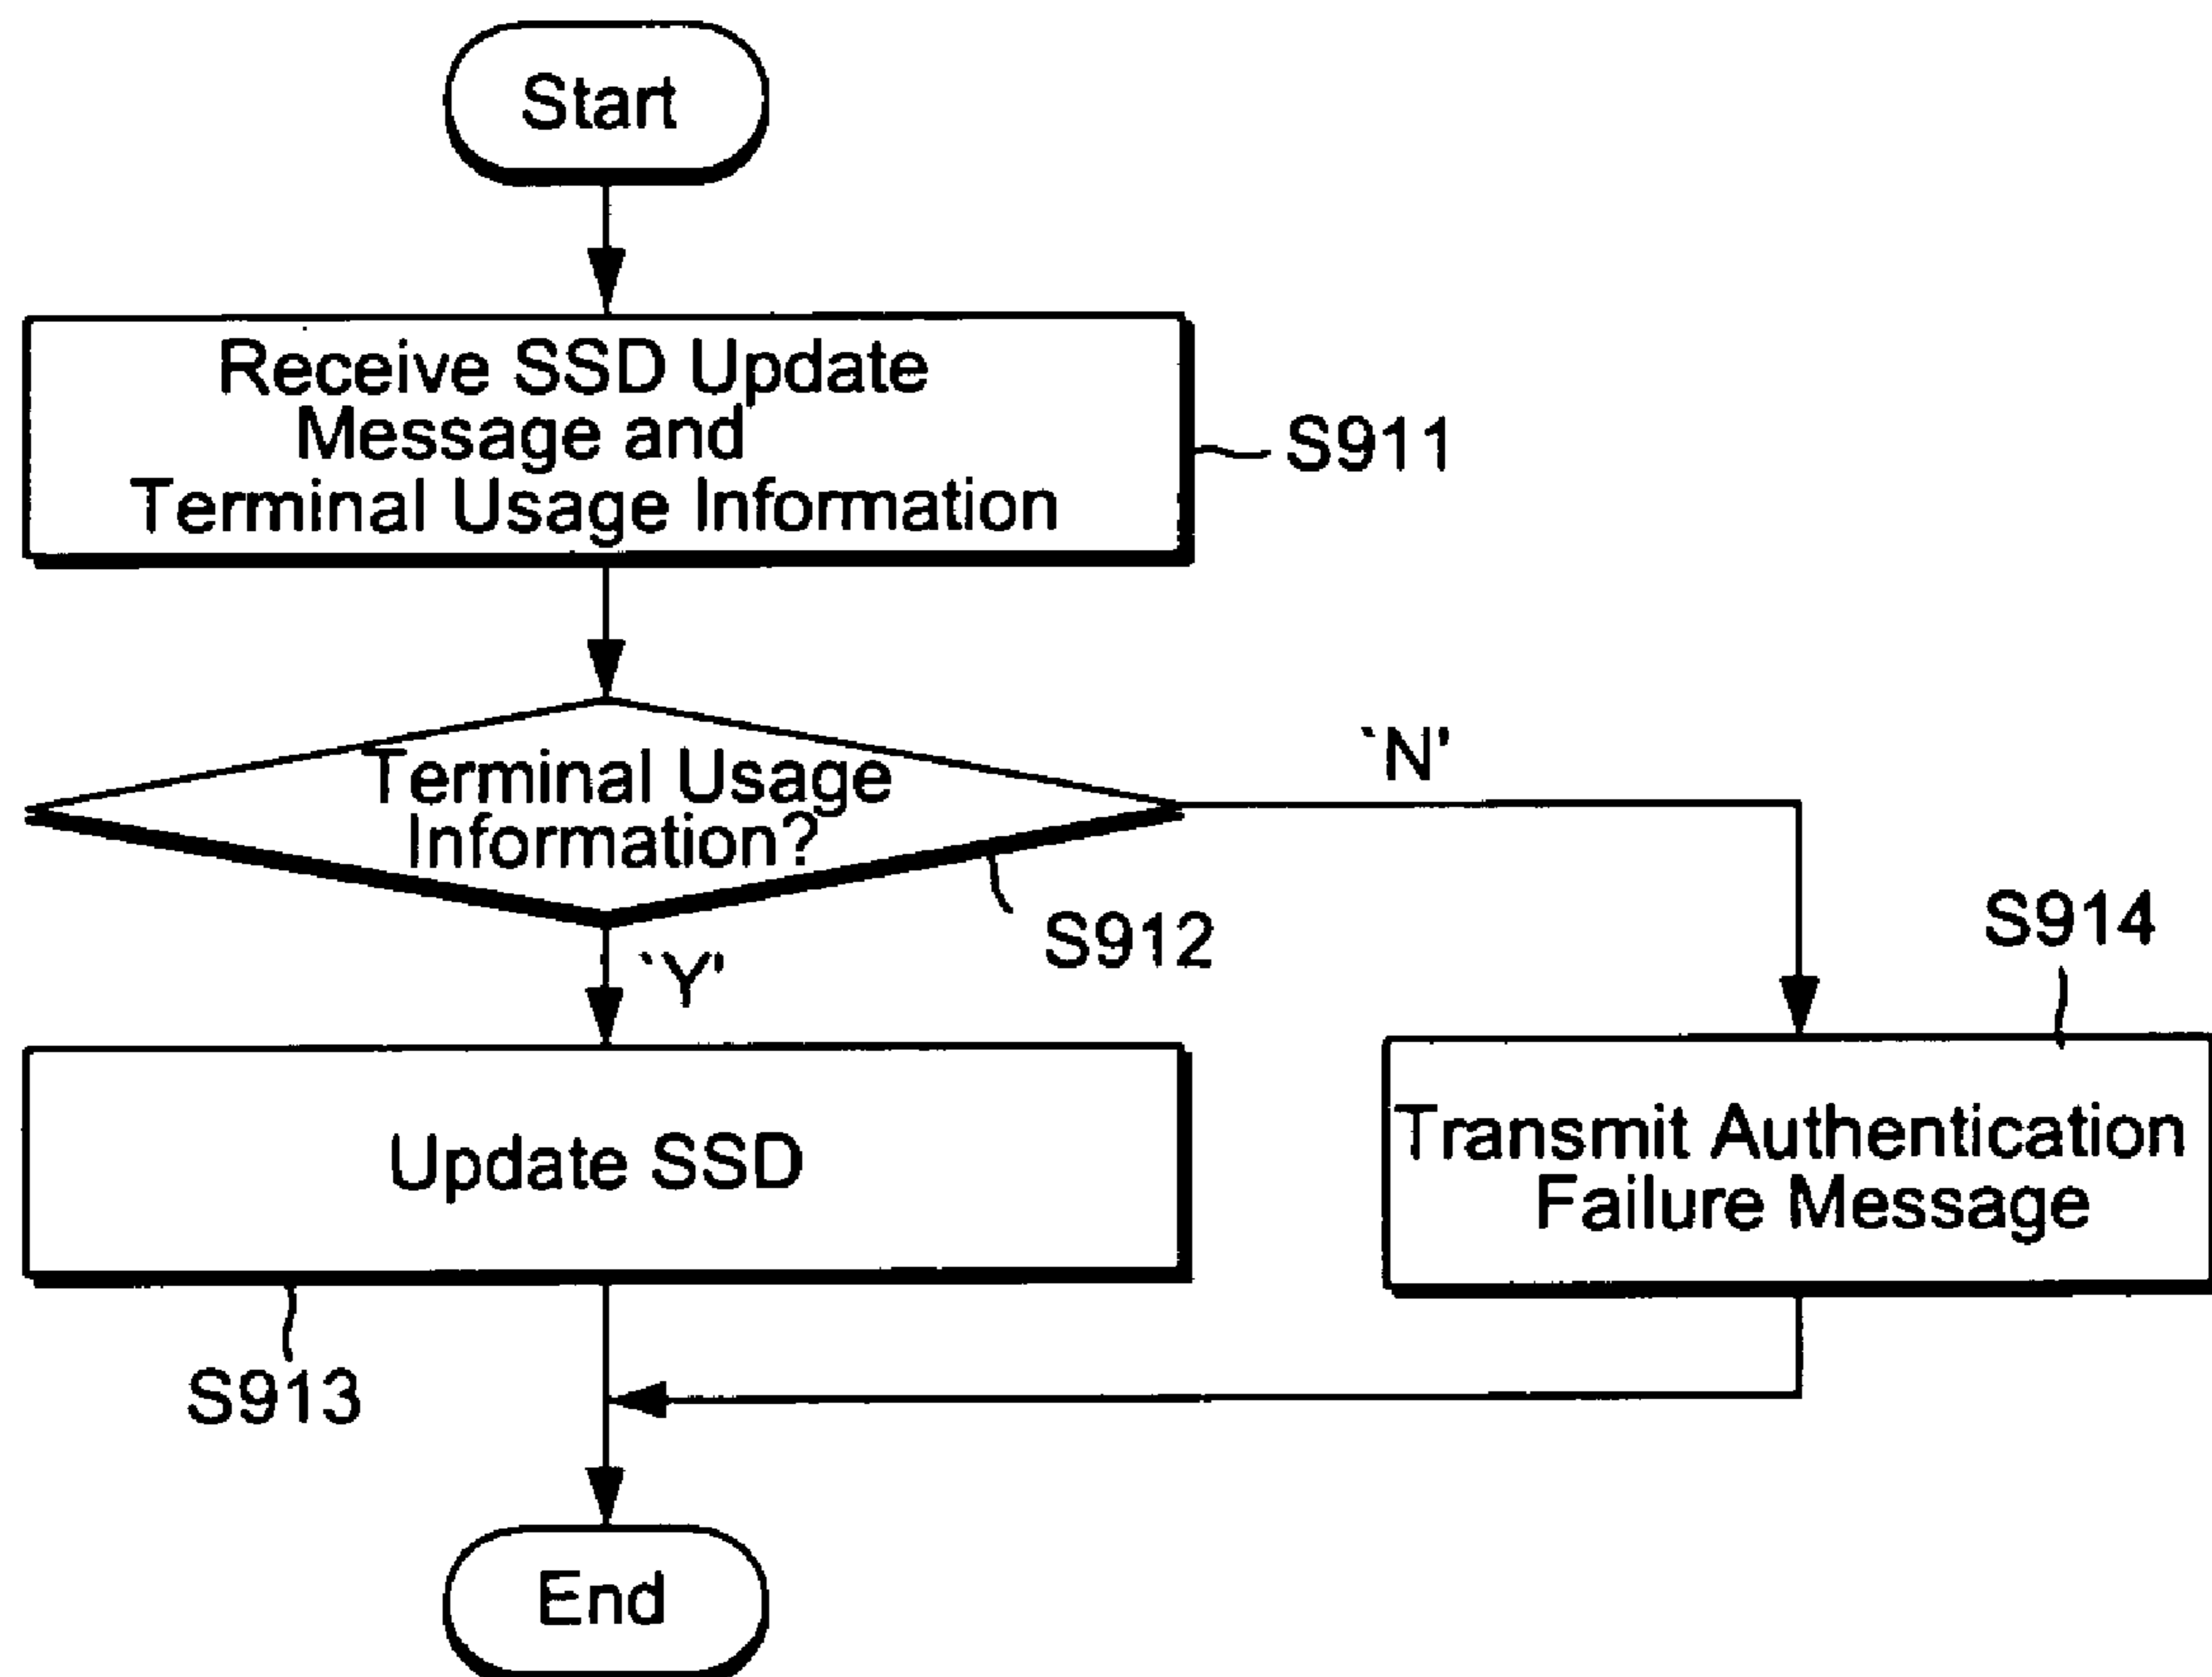 Start
Receive SSD Update
Message and
Terminal Usage Information
S911
Terminal Usage
Information?
`N'
S912
`Y'
S914
Update SSD
Transmit Authentication
Failure Message
S913
End